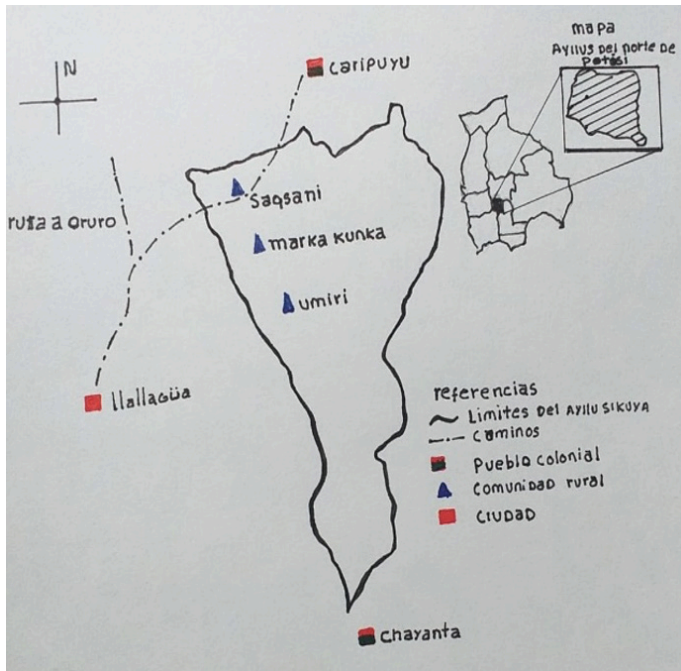 mapa
Ayllus del norte de
Potosí
N
Caripuyu
Saqsani
ruta a oruro
marka kunka
umiri
llallagüa
referencias
Limites del Ayllu SIKUYA
Caminos
Pueblo colonial
Comunidad rural
CIUDAD
Chayanta